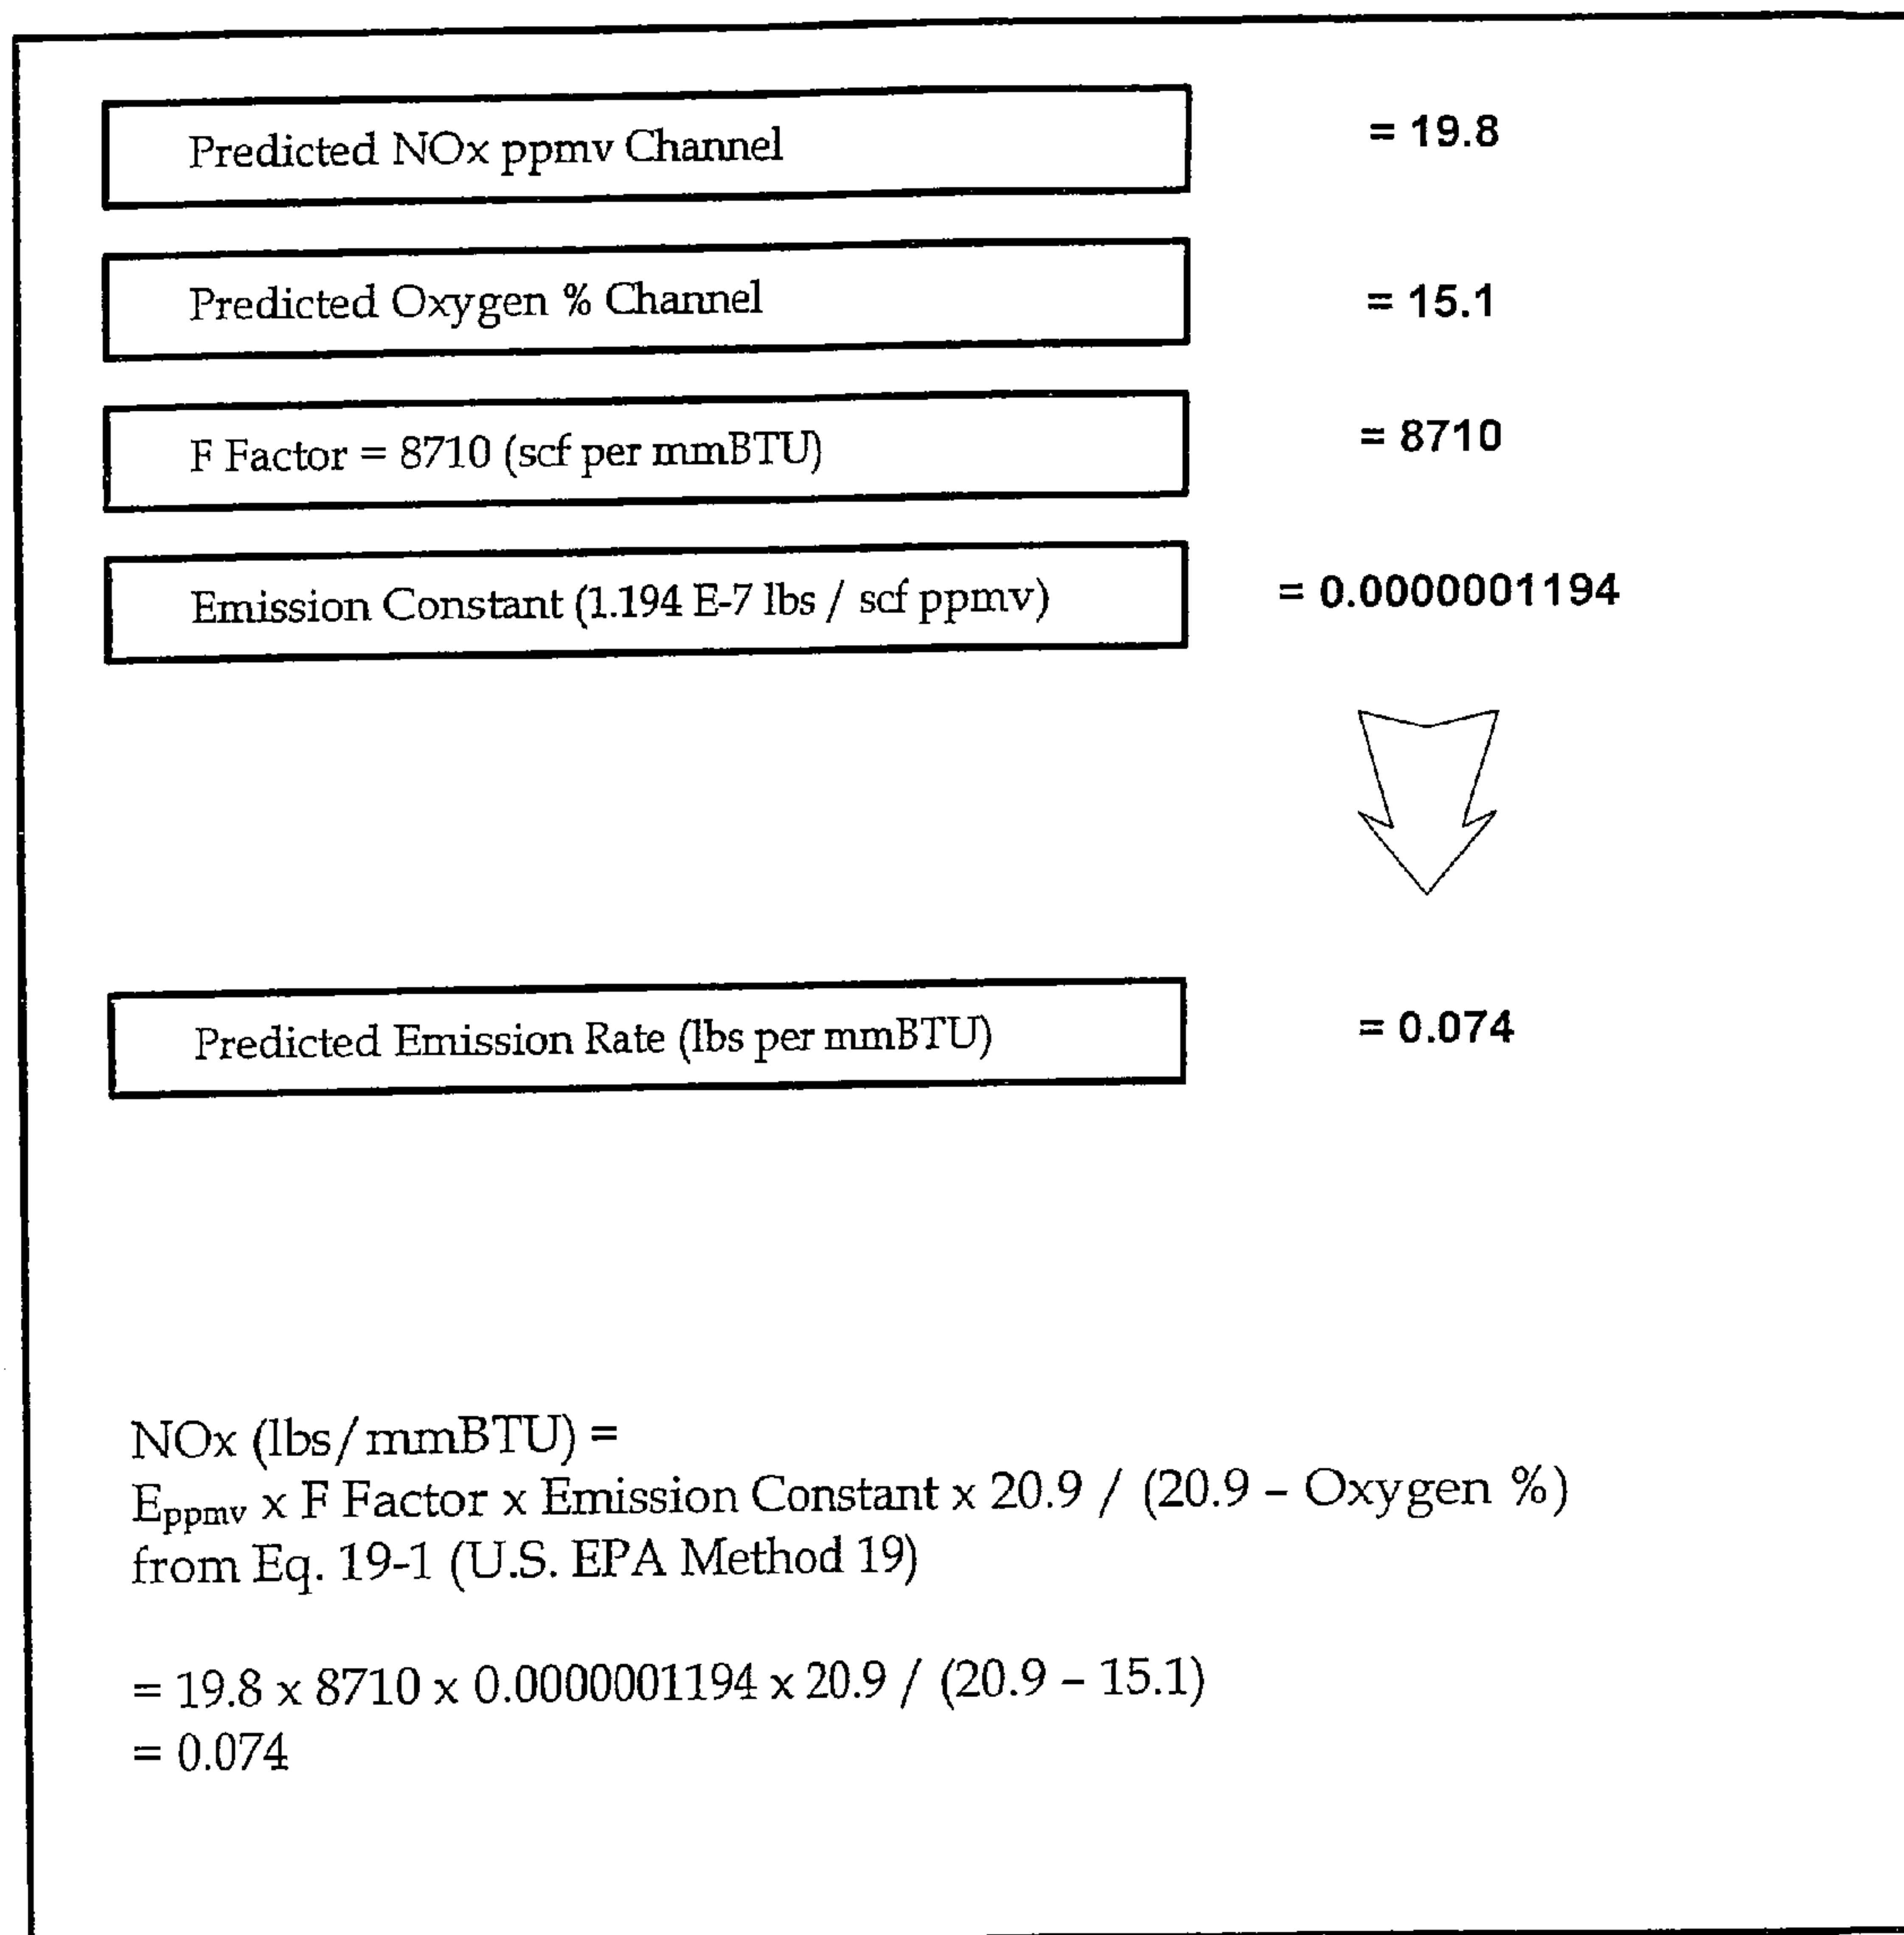 Predicted NOx ppmv Channel = 19.8
Predicted Oxygen % Channel = 15.1
F Factor = 8710 (scf per mmBTU) = 8710
Emission Constant (1.194 E-7 lbs / scf ppmv) = 0.0000001194
Predicted Emission Rate (lbs per mmBTU) = 0.074
NOx (lbs/mmBTU) =
Eppmv x F Factor x Emission Constant x 20.9 / (20.9 – Oxygen %)
from Eq. 19-1 (U.S. EPA Method 19)
= 19.8 x 8710 x 0.0000001194 x 20.9 / (20.9 – 15.1)
= 0.074